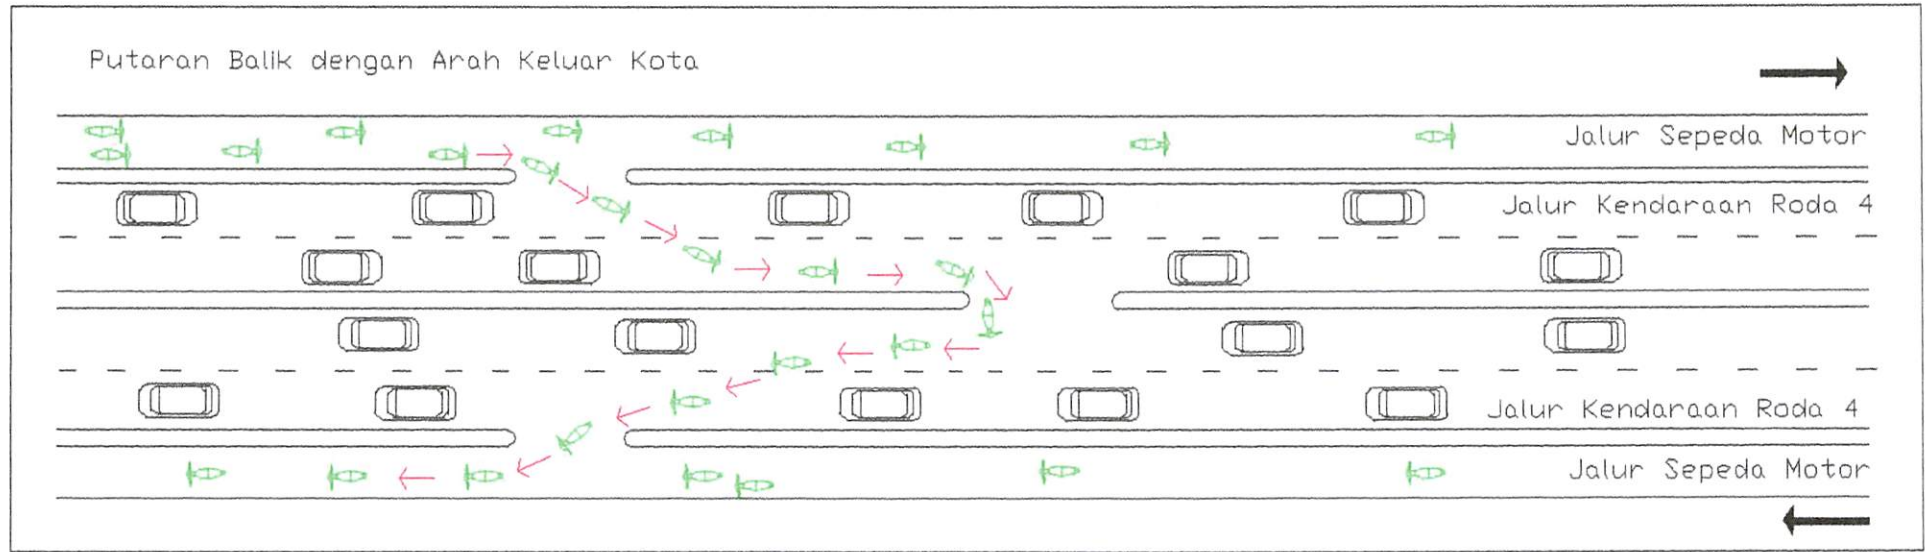 Putaran Balik dengan Arah Keluar Kota
Jalur Sepeda Motor
Jalur Kendaraan Roda 4
Jalur Kendaraan Roda 4
Jalur Sepeda Motor